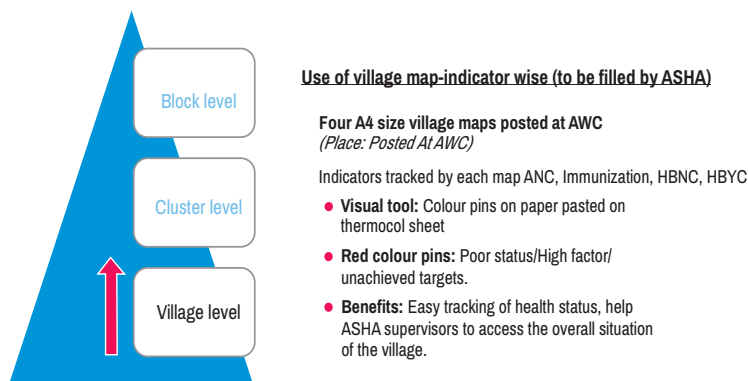 Block level
Cluster level
Village level
Use of village map-indicator wise (to be filled by ASHA)
Four A4 size village maps posted at AWC
(Place: Posted At AWC)
Indicators tracked by each map ANC, Immunization, HBNC, HBYC
Visual tool: Colour pins on paper pasted on
thermocol sheet
Red colour pins: Poor status/High factor/
unachieved targets.
Benefits: Easy tracking of health status, help
ASHA supervisors to access the overall situation
of the village.